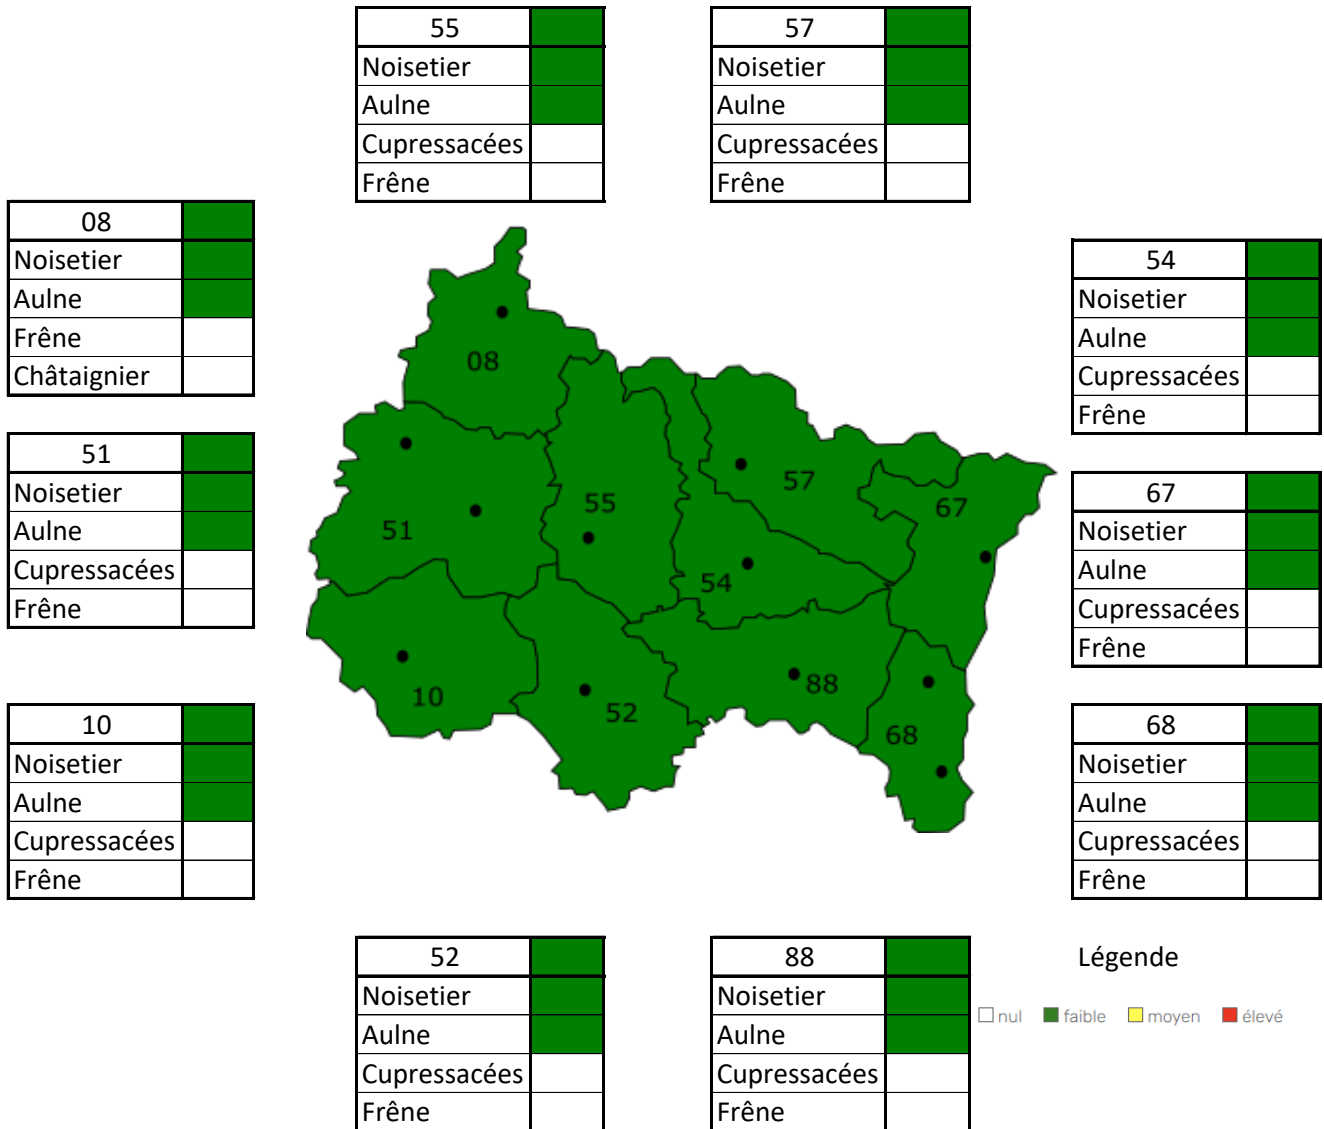 55
Noisetier
Aulne
Cupressacées
Frêne
57
Noisetier
Aulne
Cupressacées
Frêne
08
Noisetier
Aulne
Frêne
Châtaignier
54
Noisetier
Aulne
Cupressacées
Frêne
51
Noisetier
Aulne
Cupressacées
Frêne
67
Noisetier
Aulne
Cupressacées
Frêne
08
57
55
67
51
54
88
10
52
68
10
Noisetier
Aulne
Cupressacées
Frêne
68
Noisetier
Aulne
Cupressacées
Frêne
52
Noisetier
Aulne
Cupressacées
Frêne
88
Noisetier
Aulne
Cupressacées
Frêne
Légende
nul faible moyen élevé